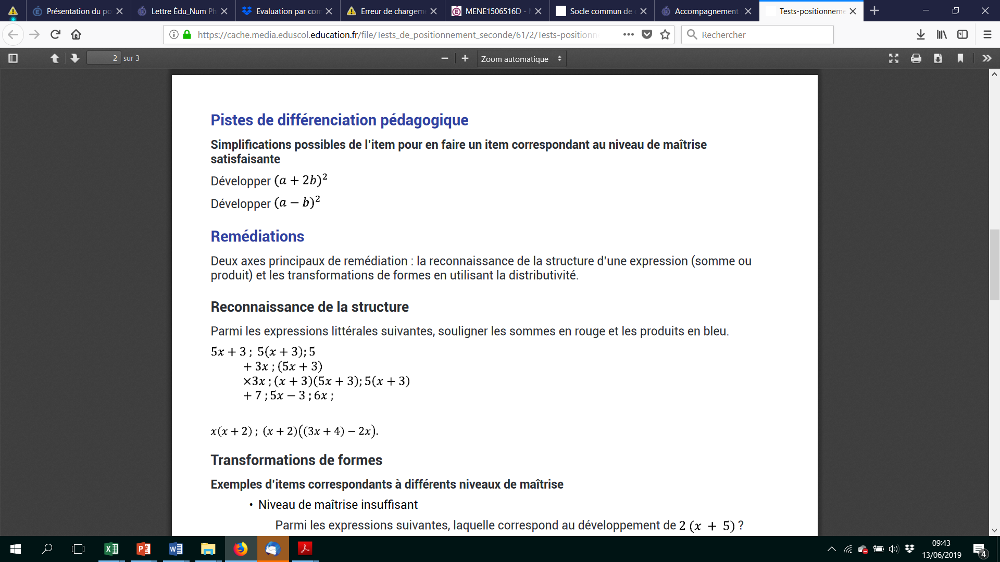 Présentation du po
Lettre Édu_Num Ph
Evaluation par com
Erreur de chargem
MENE1506516D - M
Socle commun de c
Accompagnement
Tests-positionneme
https://cache.media.eduscol.education.fr/file/Tests_de_positionnement_seconde/61/2/Tests-positionn
Rechercher
2 sur 3
Zoom automatique
Pistes de différenciation pédagogique
Simplifications possibles de l'item pour en faire un item correspondant au niveau de maîtrise
satisfaisante
Développer (a + 2b)²
Développer (a − b)²
Remédiations
Deux axes principaux de remédiation : la reconnaissance de la structure d'une expression (somme ou
produit) et les transformations de formes en utilisant la distributivité.
Reconnaissance de la structure
Parmi les expressions littérales suivantes, souligner les sommes en rouge et les produits en bleu.
5x + 3 ; 5(x + 3); 5
+ 3x ; (5x + 3)
×3x ; (x + 3)(5x + 3); 5(x + 3)
+ 7 ; 5x − 3 ; 6x ;
x(x + 2) ; (x + 2)((3x + 4) − 2x).
Transformations de formes
Exemples d'items correspondants à différents niveaux de maîtrise
• Niveau de maîtrise insuffisant
Parmi les expressions suivantes, laquelle correspond au développement de 2 (x + 5) ?
09:43
13/06/2019
4